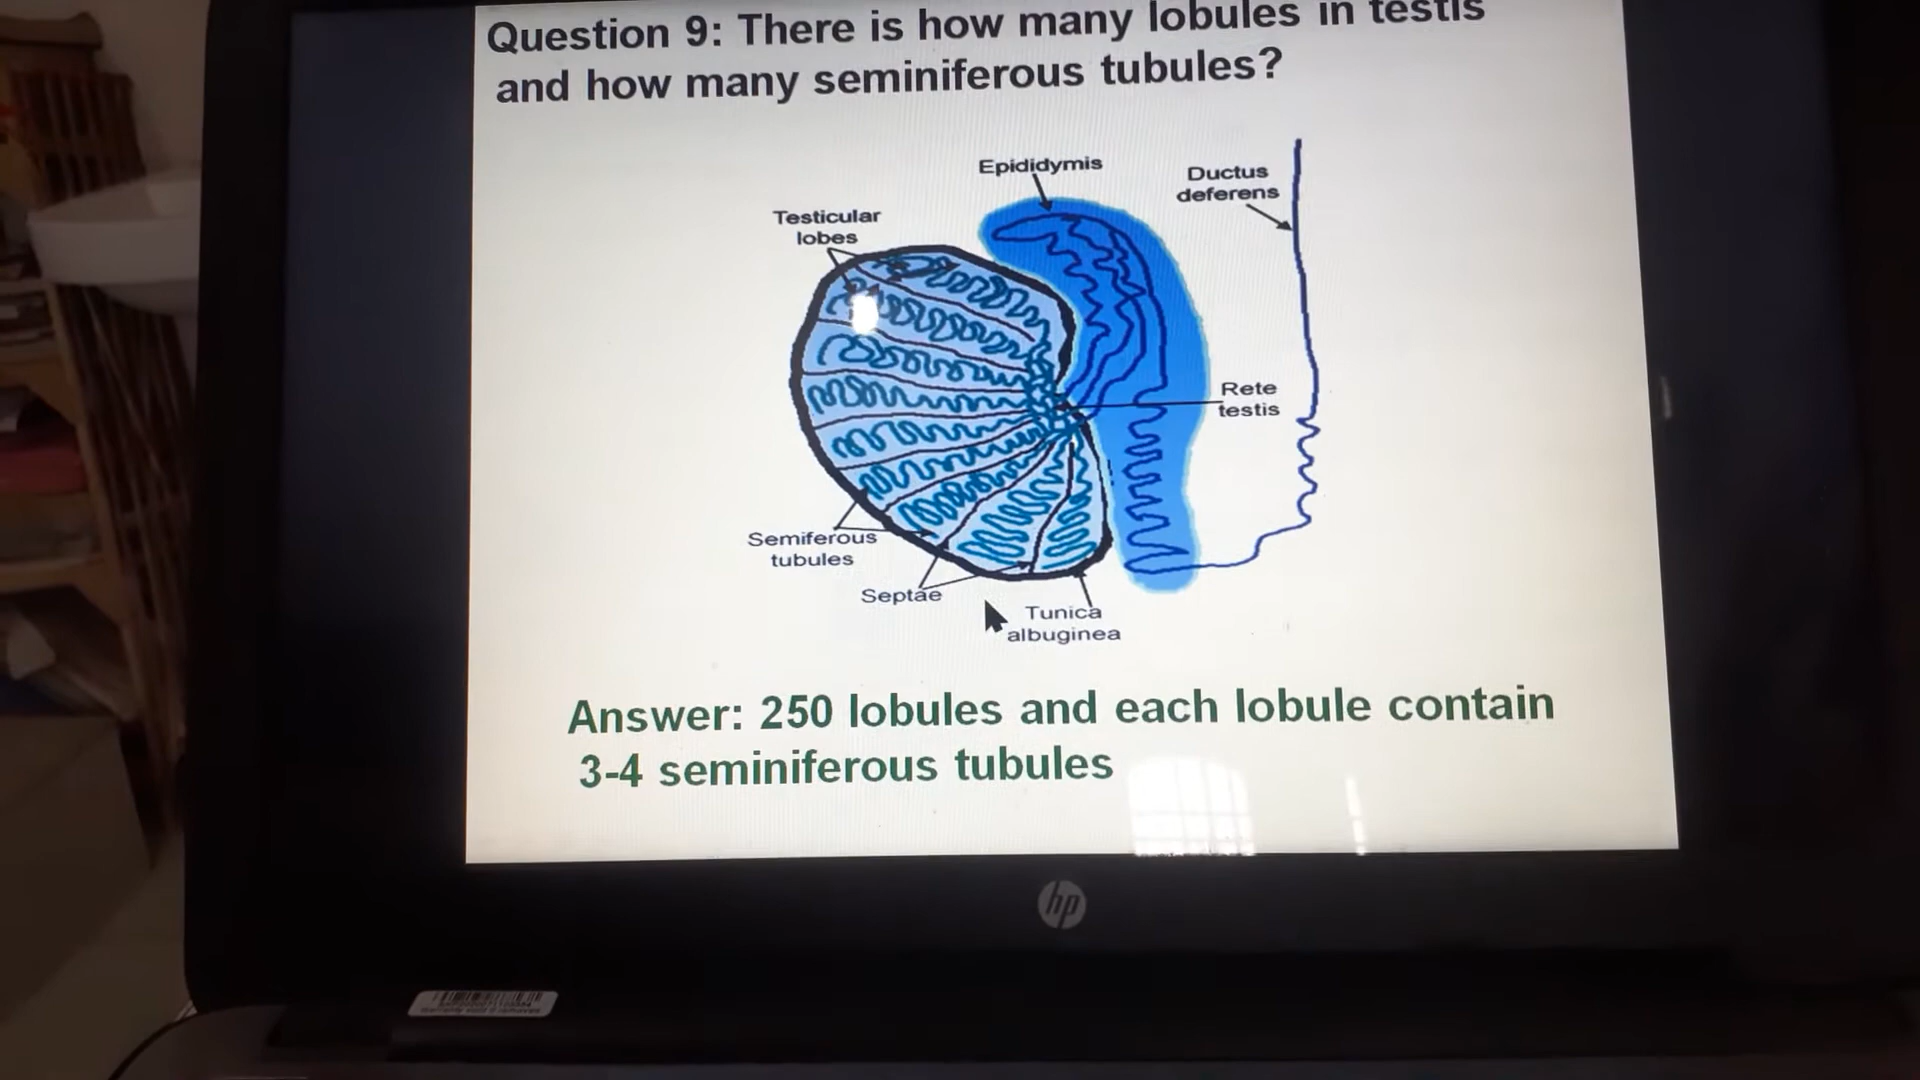 Question 9: There is how many lobules in testis
and how many seminiferous tubules?
Epididymis
Ductus
deferens
Testicular
lobes
Rete
testis
Semiferous
tubules
Septae
Tunica
albuginea
Answer: 250 lobules and each lobule contain
3-4 seminiferous tubules
hp